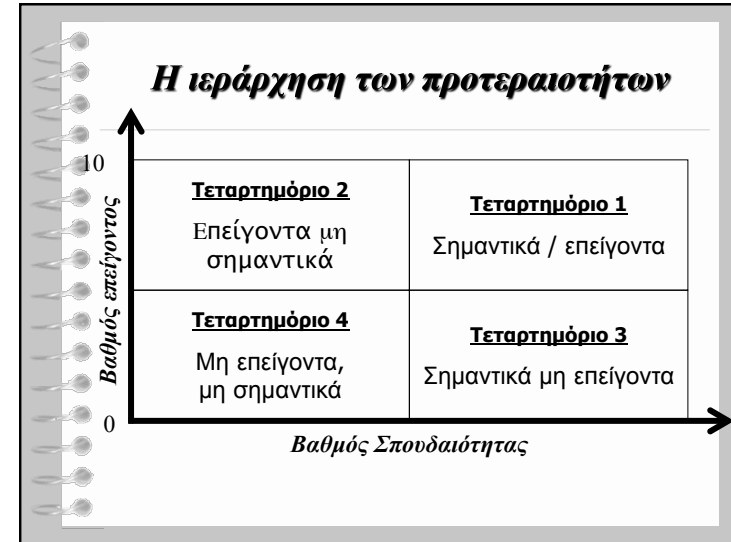 Η ιεράρχηση των προτεραιοτήτων
10
Βαθμός επείγοντος
Τεταρτημόριο 2
Επείγοντα μη
σημαντικά
Τεταρτημόριο 1
Σημαντικά / επείγοντα
Τεταρτημόριο 4
Μη επείγοντα,
μη σημαντικά
Τεταρτημόριο 3
Σημαντικά μη επείγοντα
0
Βαθμός Σπουδαιότητας